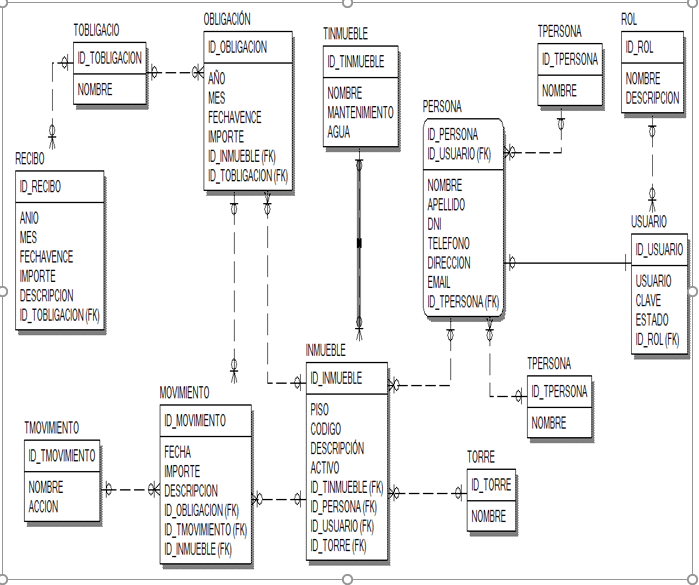 TOBLIGACIO
ID_TOBLIGACION
NOMBRE
OBLIGACIÓN
ID_OBLIGACION
AÑO
MES
FECHAVENCE
IMPORTE
ID_INMUEBLE (FK)
ID_TOBLIGACION (FK)
TINMUEBLE
ID_TINMUEBLE
NOMBRE
MANTENIMIENTO
AGUA
TPERSONA
ID_TPERSONA
NOMBRE
ROL
ID_ROL
NOMBRE
DESCRIPCION
PERSONA
ID_PERSONA
ID_USUARIO (FK)
NOMBRE
APELLIDO
DNI
TELEFONO
DIRECCION
EMAIL
ID_TPERSONA (FK)
RECIBO
ID_RECIBO
ANIO
MES
FECHAVENCE
IMPORTE
DESCRIPCION
ID_TOBLIGACION (FK)
USUARIO
ID_USUARIO
USUARIO
CLAVE
ESTADO
ID_ROL (FK)
INMUEBLE
ID_INMUEBLE
PISO
CODIGO
DESCRIPCIÓN
ACTIVO
ID_TINMUEBLE (FK)
ID_PERSONA (FK)
ID_USUARIO (FK)
ID_TORRE (FK)
TPERSONA
ID_TPERSONA
NOMBRE
MOVIMIENTO
ID_MOVIMIENTO
FECHA
IMPORTE
DESCRIPCION
ID_OBLIGACION (FK)
ID_TMOVIMIENTO (FK)
ID_INMUEBLE (FK)
TMOVIMIENTO
ID_TMOVIMIENTO
NOMBRE
ACCION
TORRE
ID_TORRE
NOMBRE